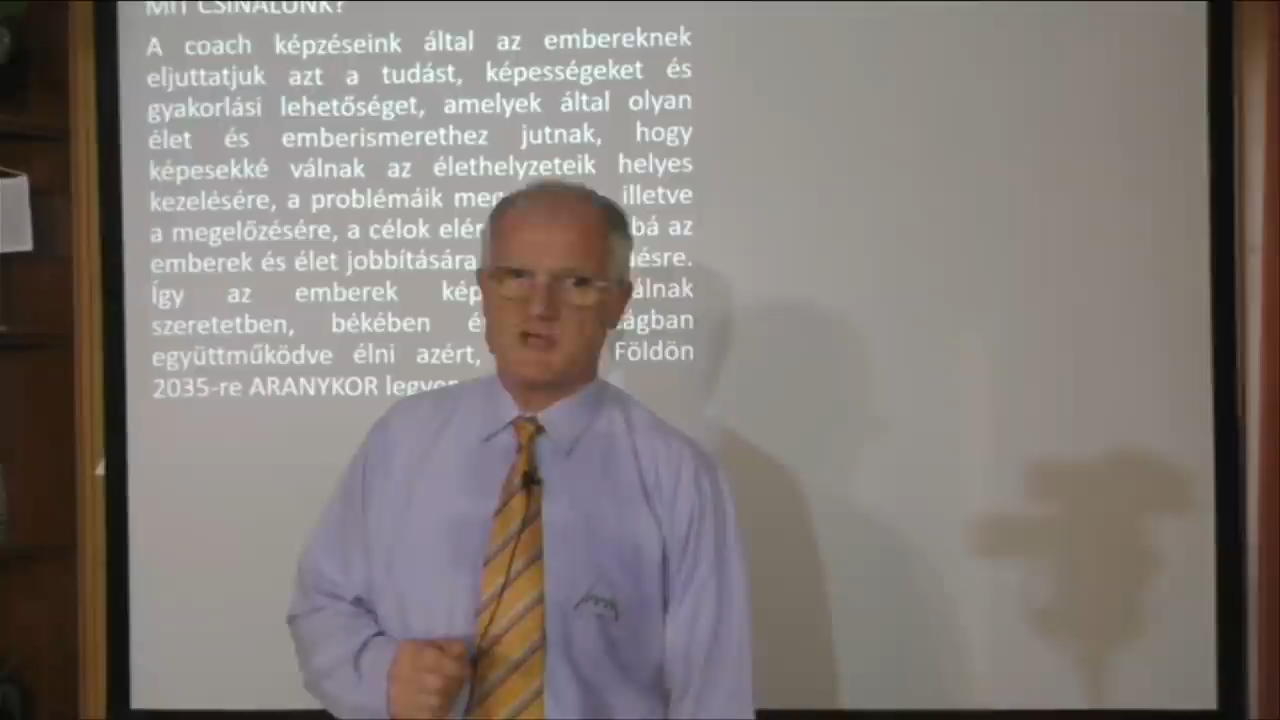 MIT CSINÁLUNK?
A coach képzéseink által az embereknek
eljuttatjuk azt a tudást, képességeket és
gyakorlási lehetőséget, amelyek által olyan
élet és emberismerethez jutnak, hogy
képesekké válnak az élethelyzeteik helyes
kezelésére, a problémáik illetve
a megelőzésére, a célok az
emberek és élet jobbítására
Így az emberek
szeretetben, békében
együttműködve élni azért, Földön
2035-re ARANYKOR